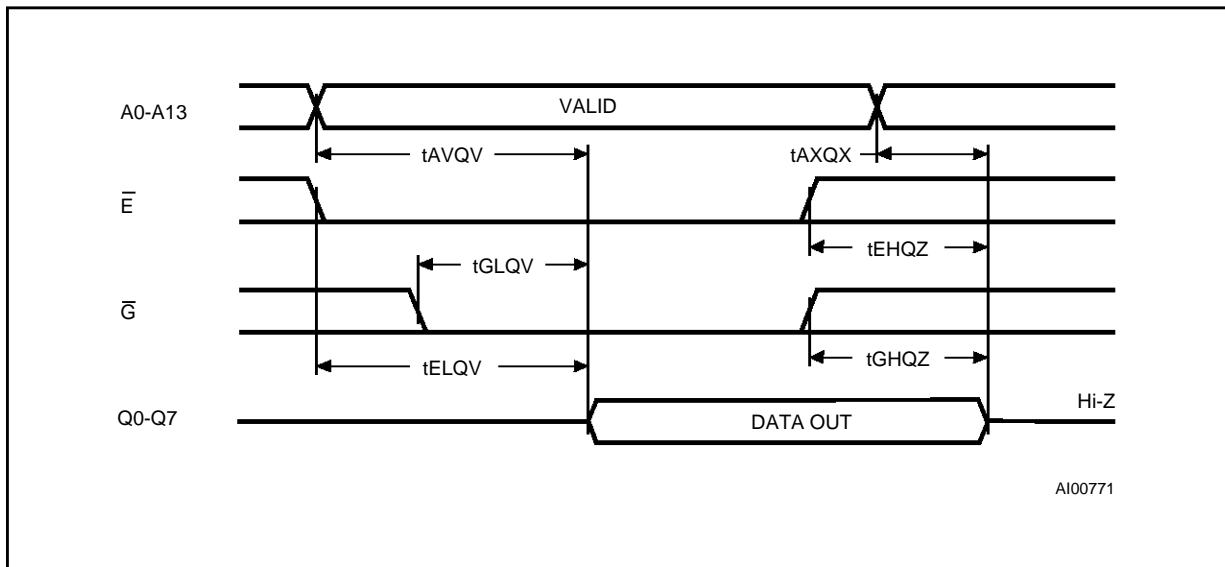 A0-A13
VALID
tAVQV
tAXQX
E̅
tEHQZ
tGLQV
G̅
tGHQZ
tELQV
Hi-Z
Q0-Q7
DATA OUT
AI00771